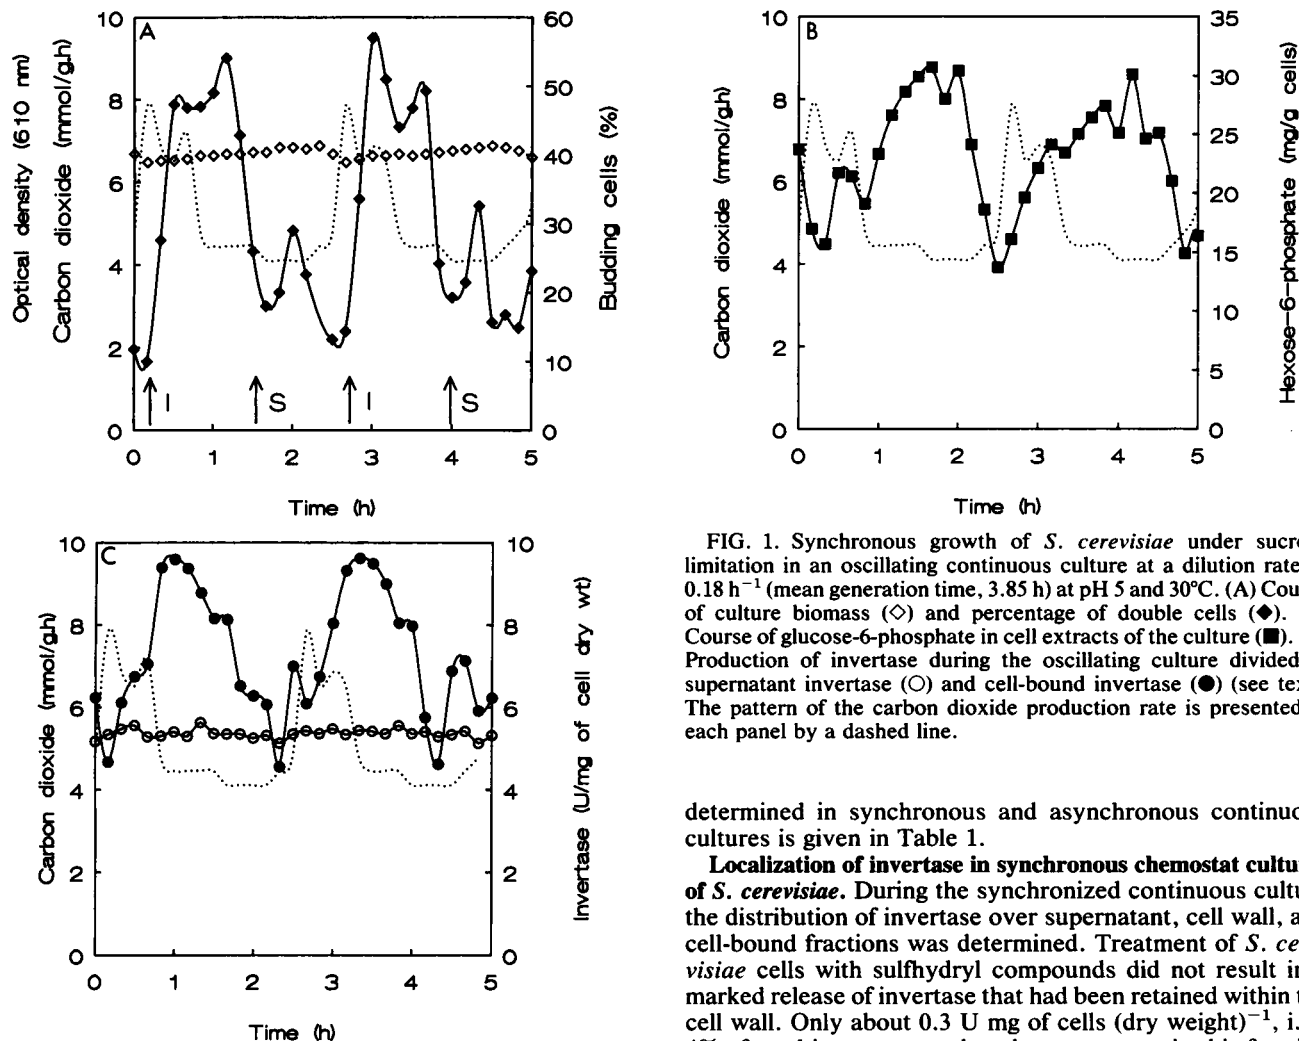 A
10
8
6
4
2
0
60
50
40
30
20
10
0
Optical density (610 nm)
Carbon dioxide (mmol/g.h)
Budding cells (%)
I
S
I
S
0 1 2 3 4 5
Time (h)
B
10
8
6
4
2
0
35
30
25
20
15
10
5
0
Carbon dioxide (mmol/g.h)
Hexose-6-phosphate (mg/g cells)
0 1 2 3 4 5
Time (h)
C
10
8
6
4
2
0
10
8
6
4
2
0
Carbon dioxide (mmol/g.h)
Invertase (U/mg of cell dry wt)
0 1 2 3 4 5
Time (h)
FIG. 1. Synchronous growth of S. cerevisiae under sucro
limitation in an oscillating continuous culture at a dilution rate
0.18 h⁻¹ (mean generation time, 3.85 h) at pH 5 and 30°C. (A) Cou
of culture biomass (◇) and percentage of double cells (◆).
Course of glucose-6-phosphate in cell extracts of the culture (■).
Production of invertase during the oscillating culture divided
supernatant invertase (○) and cell-bound invertase (●) (see tex
The pattern of the carbon dioxide production rate is presented
each panel by a dashed line.
determined in synchronous and asynchronous continuo
cultures is given in Table 1.
Localization of invertase in synchronous chemostat cultur
of S. cerevisiae. During the synchronized continuous cultu
the distribution of invertase over supernatant, cell wall, a
cell-bound fractions was determined. Treatment of S. ce
visiae cells with sulfhydryl compounds did not result in
marked release of invertase that had been retained within t
cell wall. Only about 0.3 U mg of cells (dry weight)⁻¹, i.